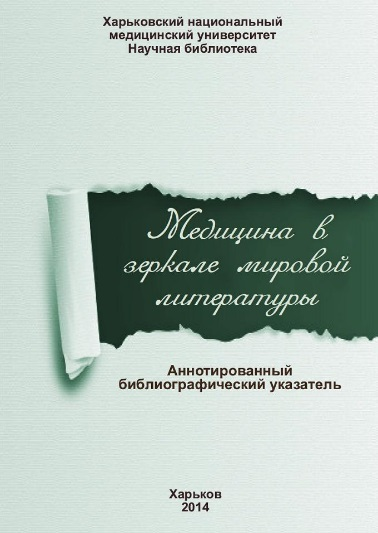 Харьковский национальный
медицинский университет
Научная библиотека
Медицина в
зеркале мировой
литературы
Аннотированный
библиографический указатель
Харьков
2014